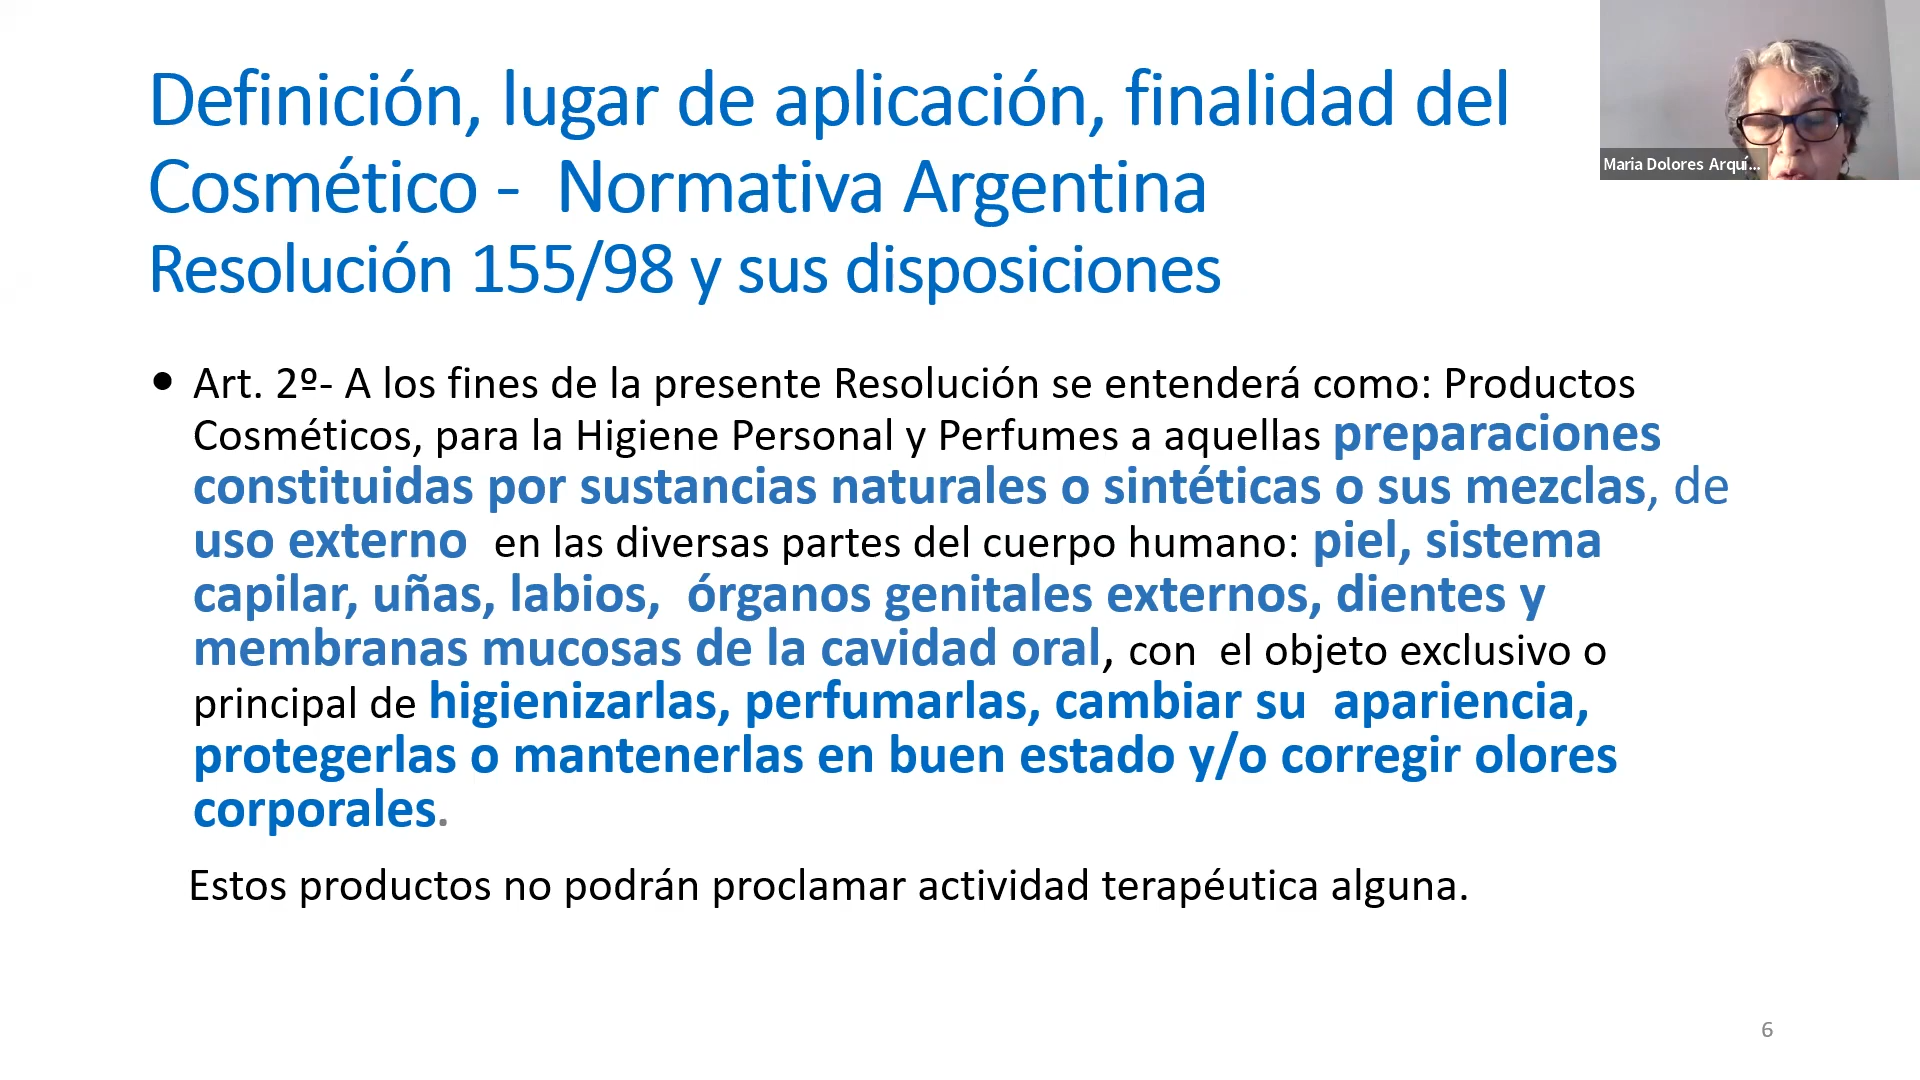 Definición, lugar de aplicación, finalidad del
Cosmético - Normativa Argentina
Resolución 155/98 y sus disposiciones
Maria Dolores Arquí...
• Art. 2º- A los fines de la presente Resolución se entenderá como: Productos
Cosméticos, para la Higiene Personal y Perfumes a aquellas preparaciones
constituidas por sustancias naturales o sintéticas o sus mezclas, de
uso externo en las diversas partes del cuerpo humano: piel, sistema
capilar, uñas, labios, órganos genitales externos, dientes y
membranas mucosas de la cavidad oral, con el objeto exclusivo o
principal de higienizarlas, perfumarlas, cambiar su apariencia,
protegerlas o mantenerlas en buen estado y/o corregir olores
corporales.
Estos productos no podrán proclamar actividad terapéutica alguna.
6